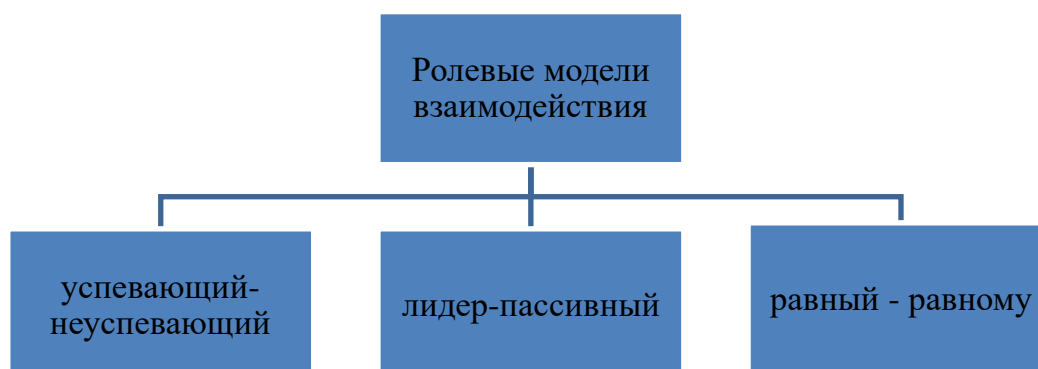 Ролевые модели
взаимодействия
успевающий-
неуспевающий
лидер-пассивный
равный - равному